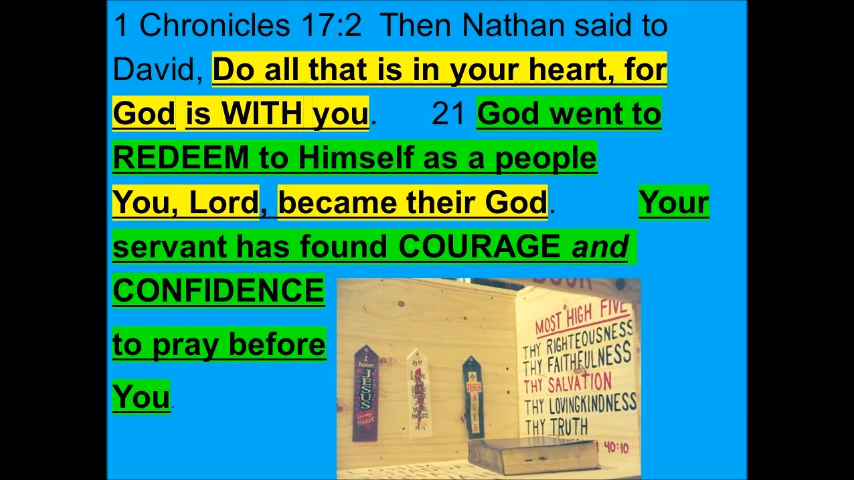 1 Chronicles 17:2 Then Nathan said to
David, Do all that is in your heart, for
God is WITH you. 21 God went to
REDEEM to Himself as a people
You, Lord, became their God. Your
servant has found COURAGE and
CONFIDENCE
to pray before
You.
MOST HIGH FIVE
THY RIGHTEOUSNESS
THY FAITHFULNESS
THY SALVATION
THY LOVINGKINDNESS
THY TRUTH
40:10
JESUS